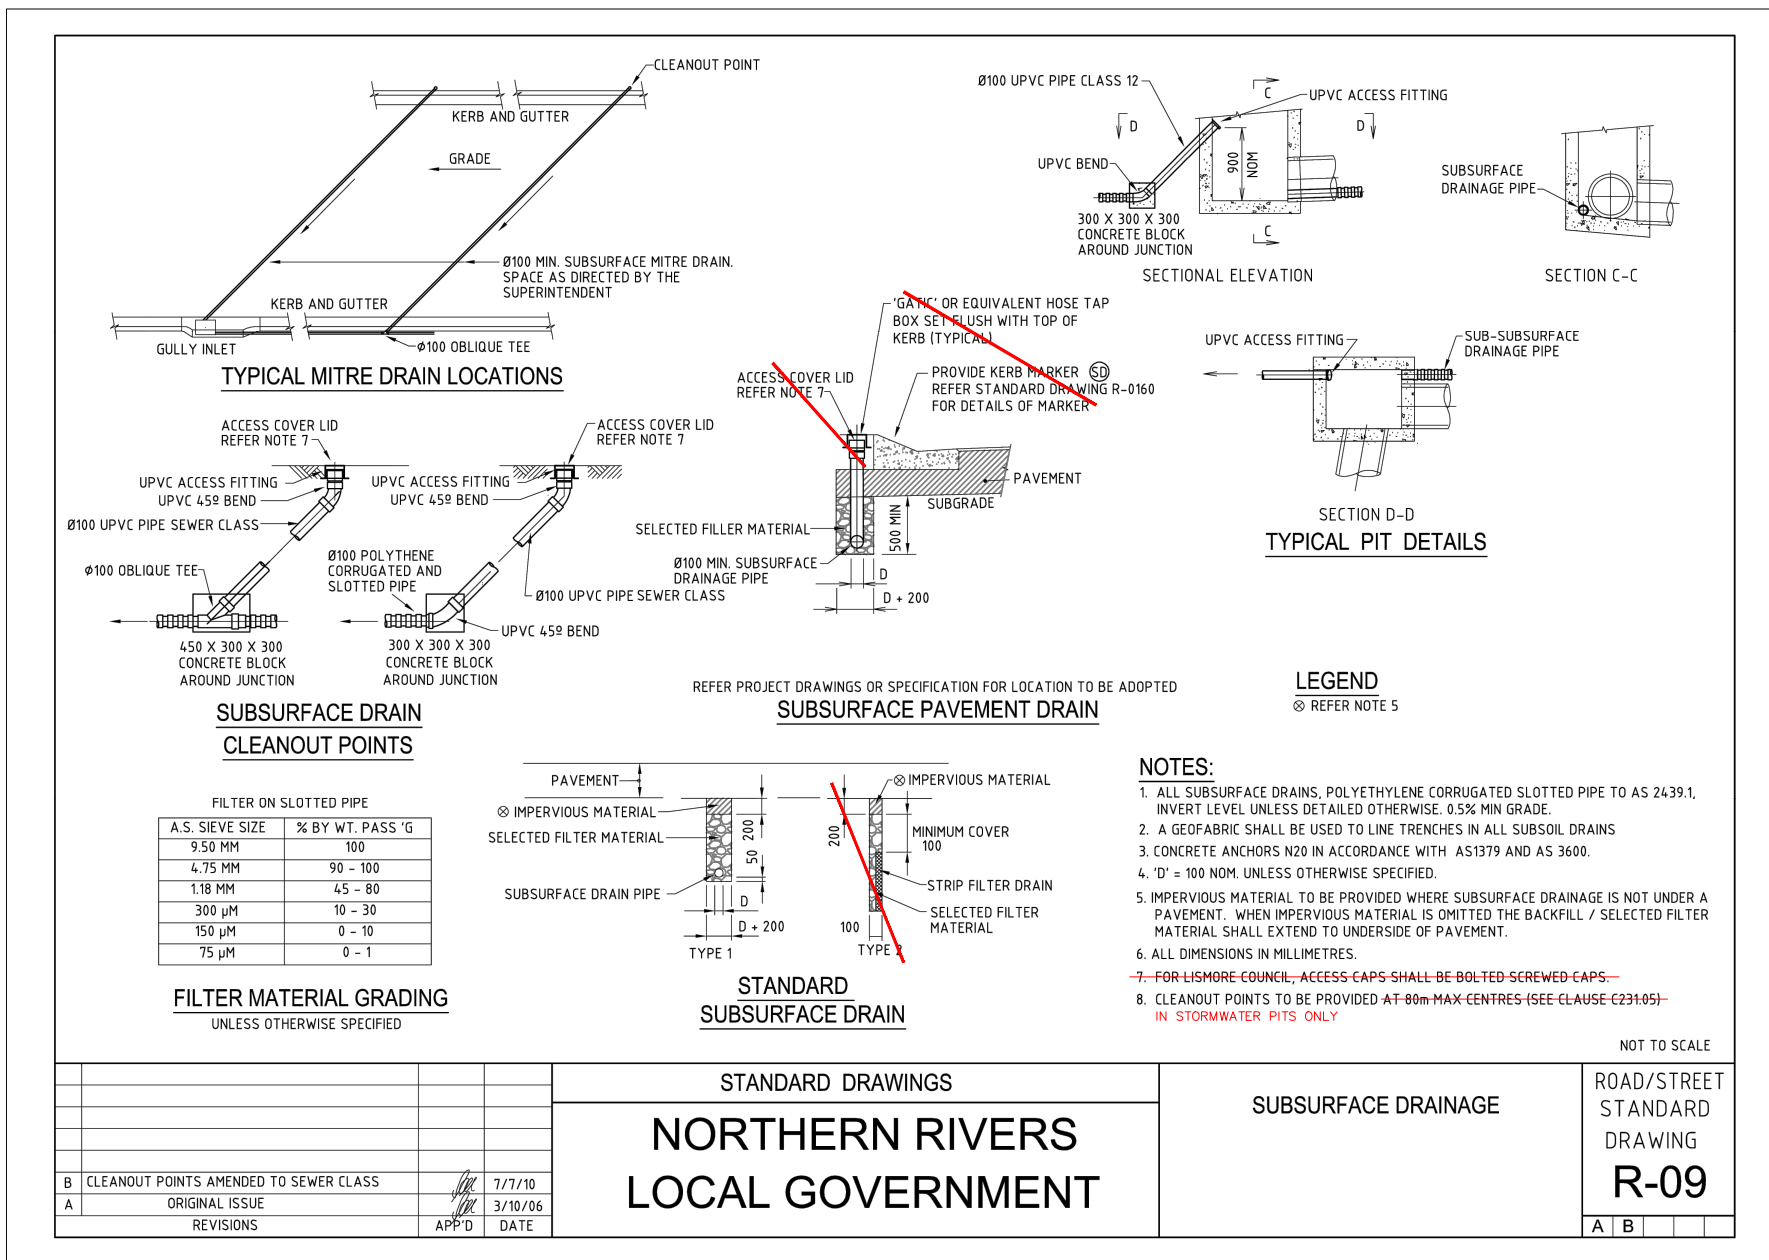 CLEANOUT POINT
KERB AND GUTTER
GRADE
Ø100 MIN. SUBSURFACE MITRE DRAIN.
SPACE AS DIRECTED BY THE
SUPERINTENDENT
KERB AND GUTTER
GULLY INLET
Ø100 OBLIQUE TEE
TYPICAL MITRE DRAIN LOCATIONS
Ø100 UPVC PIPE CLASS 12
C
UPVC ACCESS FITTING
D
D
UPVC BEND
900
NOM
300 X 300 X 300
CONCRETE BLOCK
AROUND JUNCTION
C
SECTIONAL ELEVATION
SUBSURFACE
DRAINAGE PIPE
SECTION C-C
'GATIC' OR EQUIVALENT HOSE TAP
BOX SET FLUSH WITH TOP OF
KERB (TYPICAL)
ACCESS COVER LID
REFER NOTE 7
PROVIDE KERB MARKER SD
REFER STANDARD DRAWING R-0160
FOR DETAILS OF MARKER
PAVEMENT
SUBGRADE
SELECTED FILLER MATERIAL
500 MIN
Ø100 MIN. SUBSURFACE
DRAINAGE PIPE
D
D + 200
REFER PROJECT DRAWINGS OR SPECIFICATION FOR LOCATION TO BE ADOPTED
SUBSURFACE PAVEMENT DRAIN
UPVC ACCESS FITTING
SUB-SUBSURFACE
DRAINAGE PIPE
SECTION D-D
TYPICAL PIT DETAILS
ACCESS COVER LID
REFER NOTE 7
ACCESS COVER LID
REFER NOTE 7
UPVC ACCESS FITTING
UPVC 45º BEND
UPVC ACCESS FITTING
UPVC 45º BEND
Ø100 UPVC PIPE SEWER CLASS
Ø100 POLYTHENE
CORRUGATED AND
SLOTTED PIPE
Ø100 OBLIQUE TEE
Ø100 UPVC PIPE SEWER CLASS
UPVC 45º BEND
450 X 300 X 300
CONCRETE BLOCK
AROUND JUNCTION
300 X 300 X 300
CONCRETE BLOCK
AROUND JUNCTION
SUBSURFACE DRAIN
CLEANOUT POINTS
LEGEND
⊗ REFER NOTE 5
FILTER ON SLOTTED PIPE
A.S. SIEVE SIZE % BY WT. PASS 'G
9.50 MM 100
4.75 MM 90 - 100
1.18 MM 45 - 80
300 µM 10 - 30
150 µM 0 - 10
75 µM 0 - 1
FILTER MATERIAL GRADING
UNLESS OTHERWISE SPECIFIED
PAVEMENT
⊗ IMPERVIOUS MATERIAL
SELECTED FILTER MATERIAL
SUBSURFACE DRAIN PIPE
200
50
D
D + 200
TYPE 1
⊗ IMPERVIOUS MATERIAL
200
MINIMUM COVER
100
STRIP FILTER DRAIN
SELECTED FILTER
MATERIAL
100
TYPE 2
STANDARD
SUBSURFACE DRAIN
NOTES:
1. ALL SUBSURFACE DRAINS, POLYETHYLENE CORRUGATED SLOTTED PIPE TO AS 2439.1,
INVERT LEVEL UNLESS DETAILED OTHERWISE. 0.5% MIN GRADE.
2. A GEOFABRIC SHALL BE USED TO LINE TRENCHES IN ALL SUBSOIL DRAINS
3. CONCRETE ANCHORS N20 IN ACCORDANCE WITH AS1379 AND AS 3600.
4. 'D' = 100 NOM. UNLESS OTHERWISE SPECIFIED.
5. IMPERVIOUS MATERIAL TO BE PROVIDED WHERE SUBSURFACE DRAINAGE IS NOT UNDER A
PAVEMENT. WHEN IMPERVIOUS MATERIAL IS OMITTED THE BACKFILL / SELECTED FILTER
MATERIAL SHALL EXTEND TO UNDERSIDE OF PAVEMENT.
6. ALL DIMENSIONS IN MILLIMETRES.
7. FOR LISMORE COUNCIL, ACCESS CAPS SHALL BE BOLTED SCREWED CAPS.
8. CLEANOUT POINTS TO BE PROVIDED AT 80m MAX CENTRES (SEE CLAUSE C231.05)
IN STORMWATER PITS ONLY
NOT TO SCALE
B CLEANOUT POINTS AMENDED TO SEWER CLASS 7/7/10
A ORIGINAL ISSUE 3/10/06
REVISIONS APP'D DATE
STANDARD DRAWINGS
NORTHERN RIVERS
LOCAL GOVERNMENT
SUBSURFACE DRAINAGE
ROAD/STREET
STANDARD
DRAWING
R-09
A B